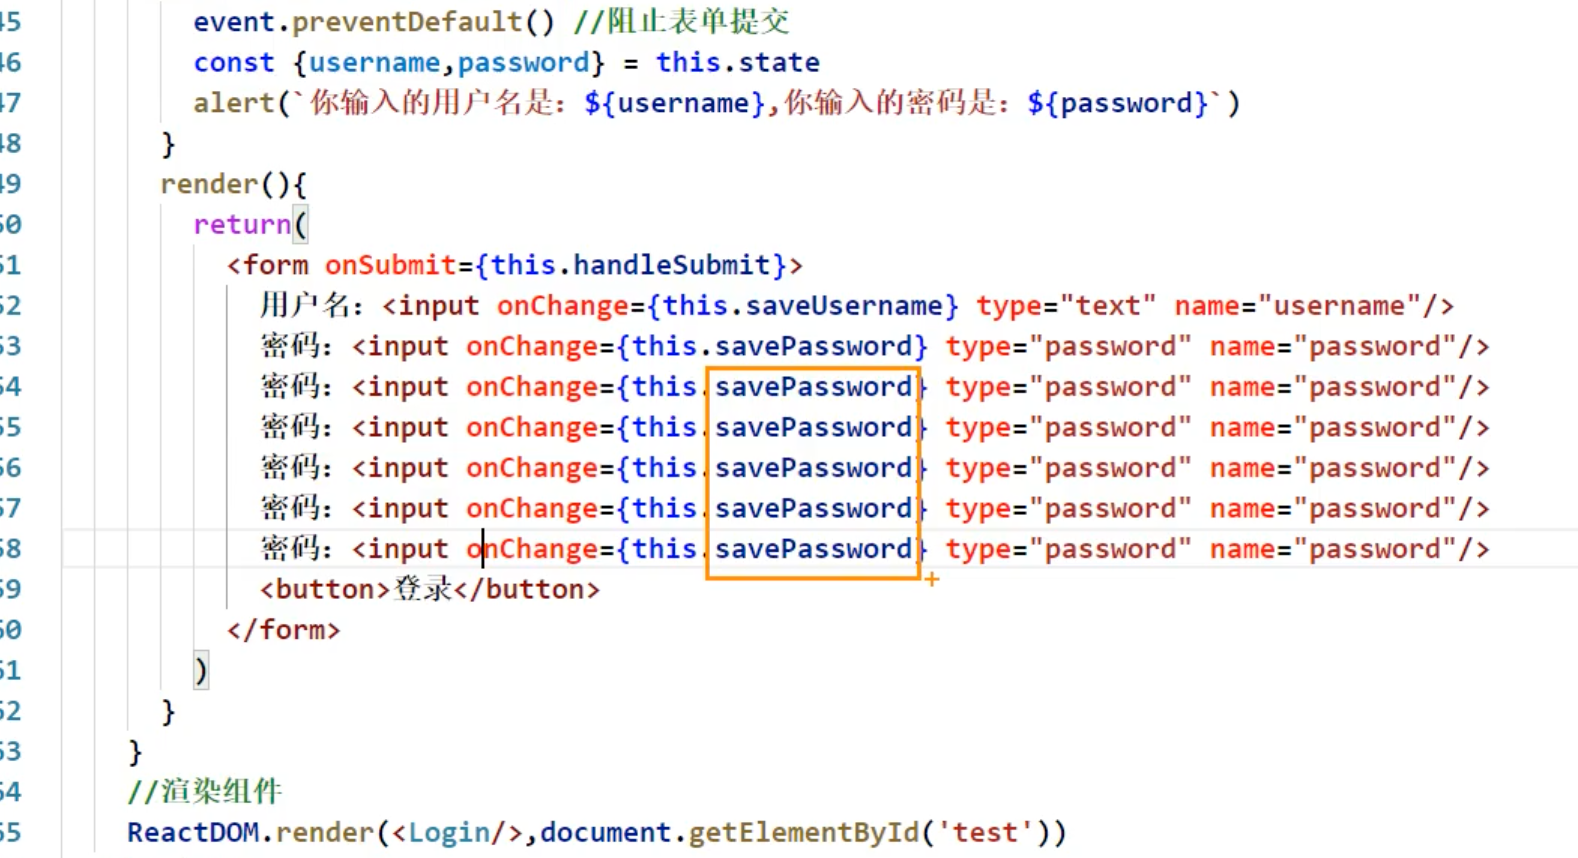 45 event.preventDefault() //阻止表单提交
46 const {username,password} = this.state
47 alert(`你输入的用户名是：${username},你输入的密码是：${password}`)
48 }
49 render(){
50 return(
51 <form onSubmit={this.handleSubmit}>
52 用户名：<input onChange={this.saveUsername} type="text" name="username"/>
53 密码：<input onChange={this.savePassword} type="password" name="password"/>
54 密码：<input onChange={this.savePassword} type="password" name="password"/>
55 密码：<input onChange={this.savePassword} type="password" name="password"/>
56 密码：<input onChange={this.savePassword} type="password" name="password"/>
57 密码：<input onChange={this.savePassword} type="password" name="password"/>
58 密码：<input onChange={this.savePassword} type="password" name="password"/>
59 <button>登录</button>
60 </form>
61 )
62 }
63 }
64 //渲染组件
65 ReactDOM.render(<Login/>,document.getElementById('test'))